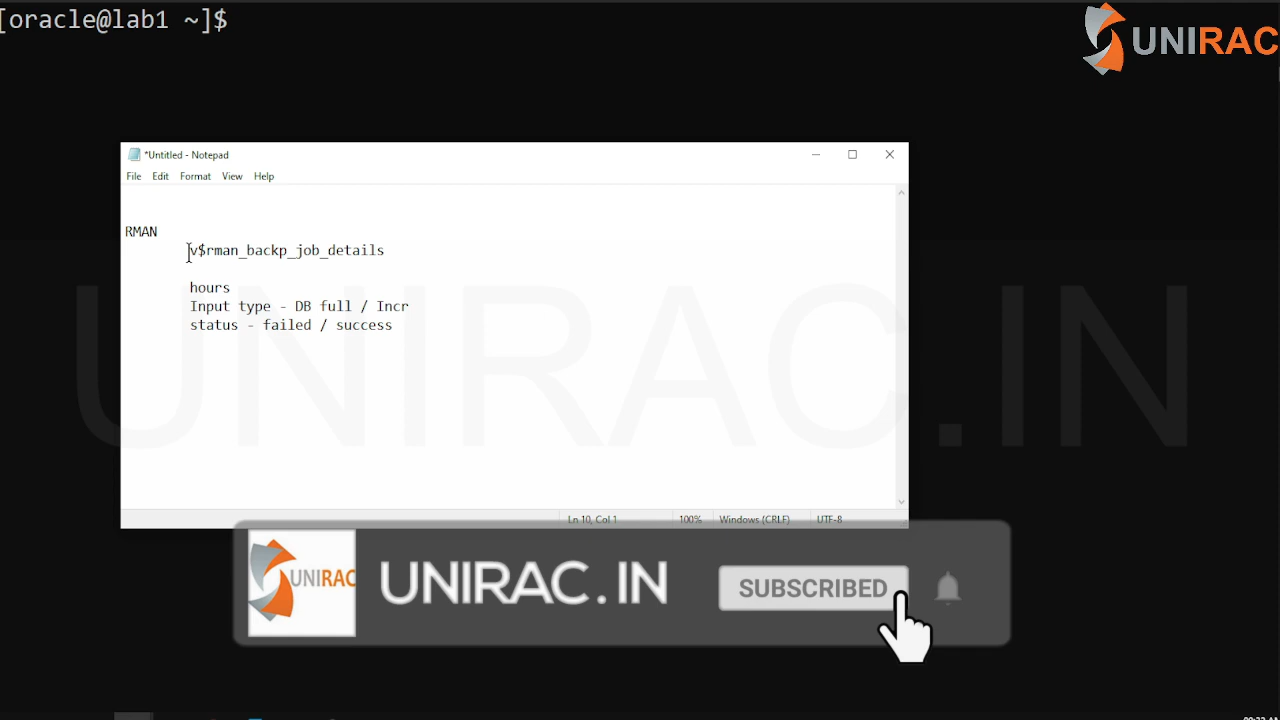 [oracle@lab1 ~]$
UNIRAC
*Untitled - Notepad
File Edit Format View Help
RMAN
v$rman_backp_job_details
hours
Input type - DB full / Incr
status - failed / success
UNIRAC.IN
Ln 10, Col 1 100% Windows (CRLF) UTF-8
UNIRAC
UNIRAC.IN
SUBSCRIBED